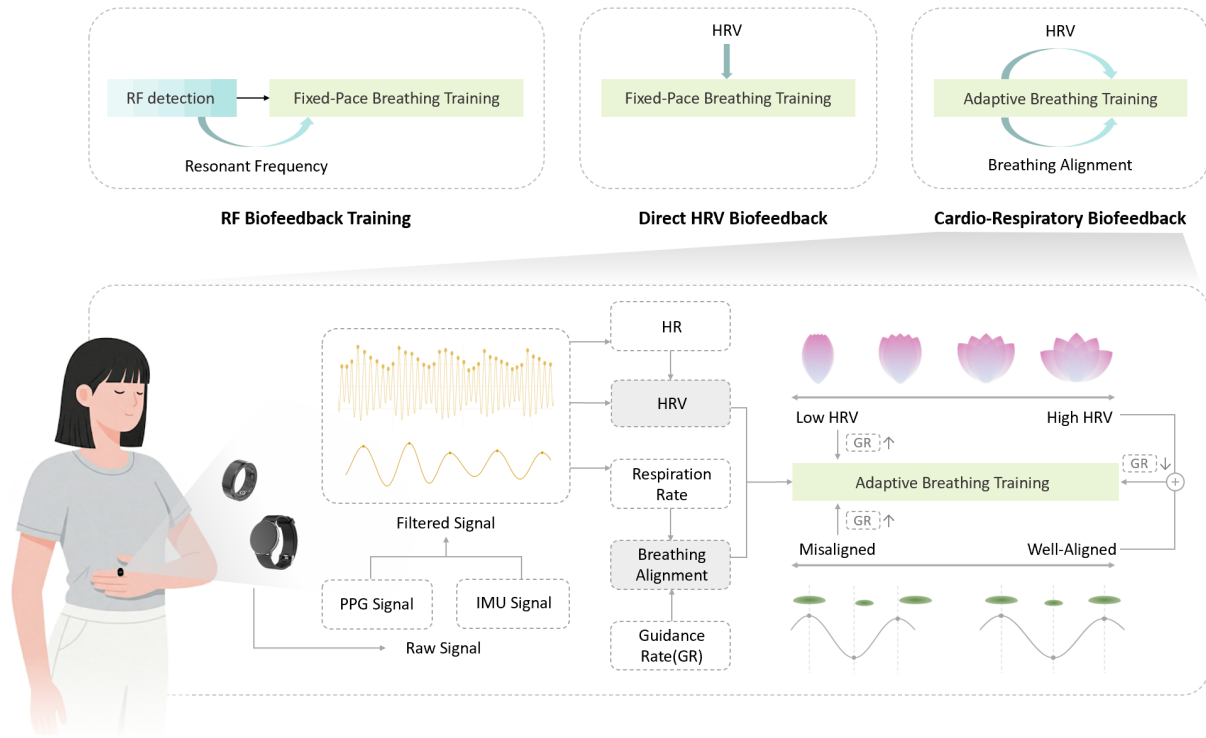 HRV
HRV
RF detection
Fixed-Pace Breathing Training
Fixed-Pace Breathing Training
Adaptive Breathing Training
Resonant Frequency
Breathing Alignment
RF Biofeedback Training
Direct HRV Biofeedback
Cardio-Respiratory Biofeedback
HR
HRV
Respiration
Rate
Breathing
Alignment
Guidance
Rate(GR)
Filtered Signal
PPG Signal
IMU Signal
Raw Signal
Low HRV
High HRV
GR
GR
Adaptive Breathing Training
GR
Misaligned
Well-Aligned